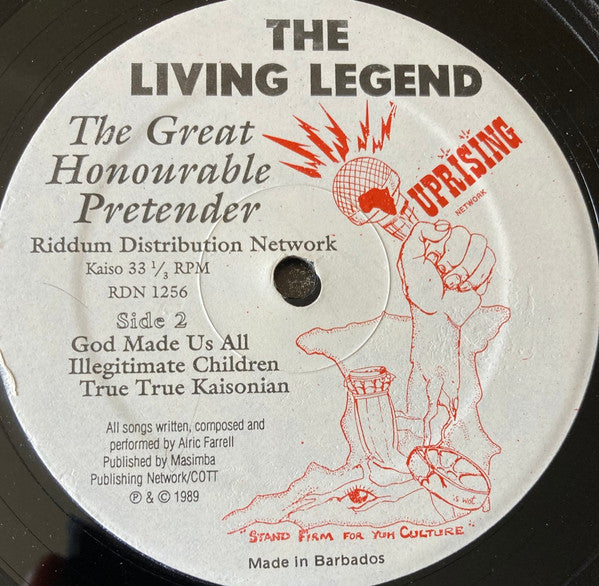 THE
LIVING LEGEND
The Great
Honourable
Pretender
Riddum Distribution Network
Kaiso 33 ⅓ RPM
RDN 1256
Side 2
God Made Us All
Illegitimate Children
True True Kaisonian
All songs written, composed and
performed by Alric Farrell
Published by Masimba
Publishing Network/COTT
℗ & © 1989
UPRISING
NETWORK
"STAND FIRM FOR YUH CULTURE"
Made in Barbados